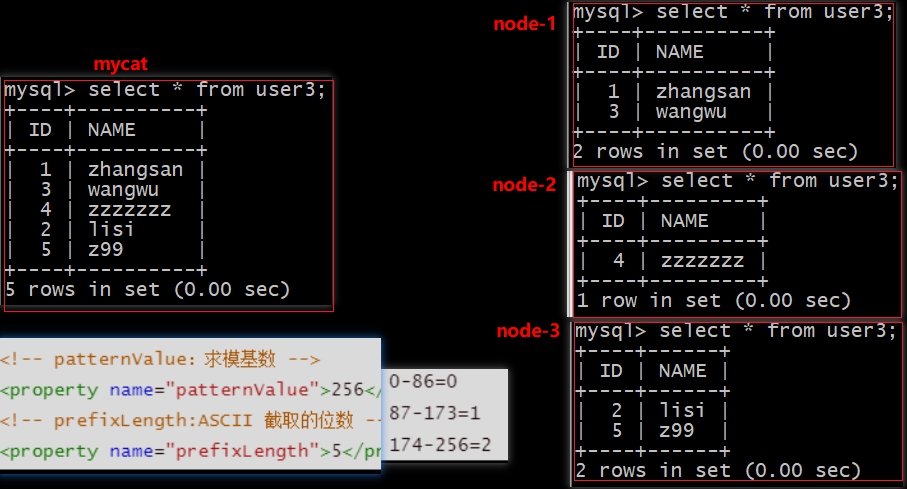 mycat
mysql> select * from user3;
+----+----------+
| ID | NAME     |
+----+----------+
|  1 | zhangsan |
|  3 | wangwu   |
|  4 | zzzzzzz  |
|  2 | lisi     |
|  5 | z99      |
+----+----------+
5 rows in set (0.00 sec)
<!-- patternValue: 求模基数 -->
<property name="patternValue">256</
<!-- prefixLength:ASCII 截取的位数 -
<property name="prefixLength">5</pr
0-86=0
87-173=1
174-256=2
node-1
mysql> select * from user3;
+----+----------+
| ID | NAME     |
+----+----------+
|  1 | zhangsan |
|  3 | wangwu   |
+----+----------+
2 rows in set (0.00 sec)
node-2
mysql> select * from user3;
+----+---------+
| ID | NAME    |
+----+---------+
|  4 | zzzzzzz |
+----+---------+
1 row in set (0.00 sec)
node-3
mysql> select * from user3;
+----+------+
| ID | NAME |
+----+------+
|  2 | lisi |
|  5 | z99  |
+----+------+
2 rows in set (0.00 sec)